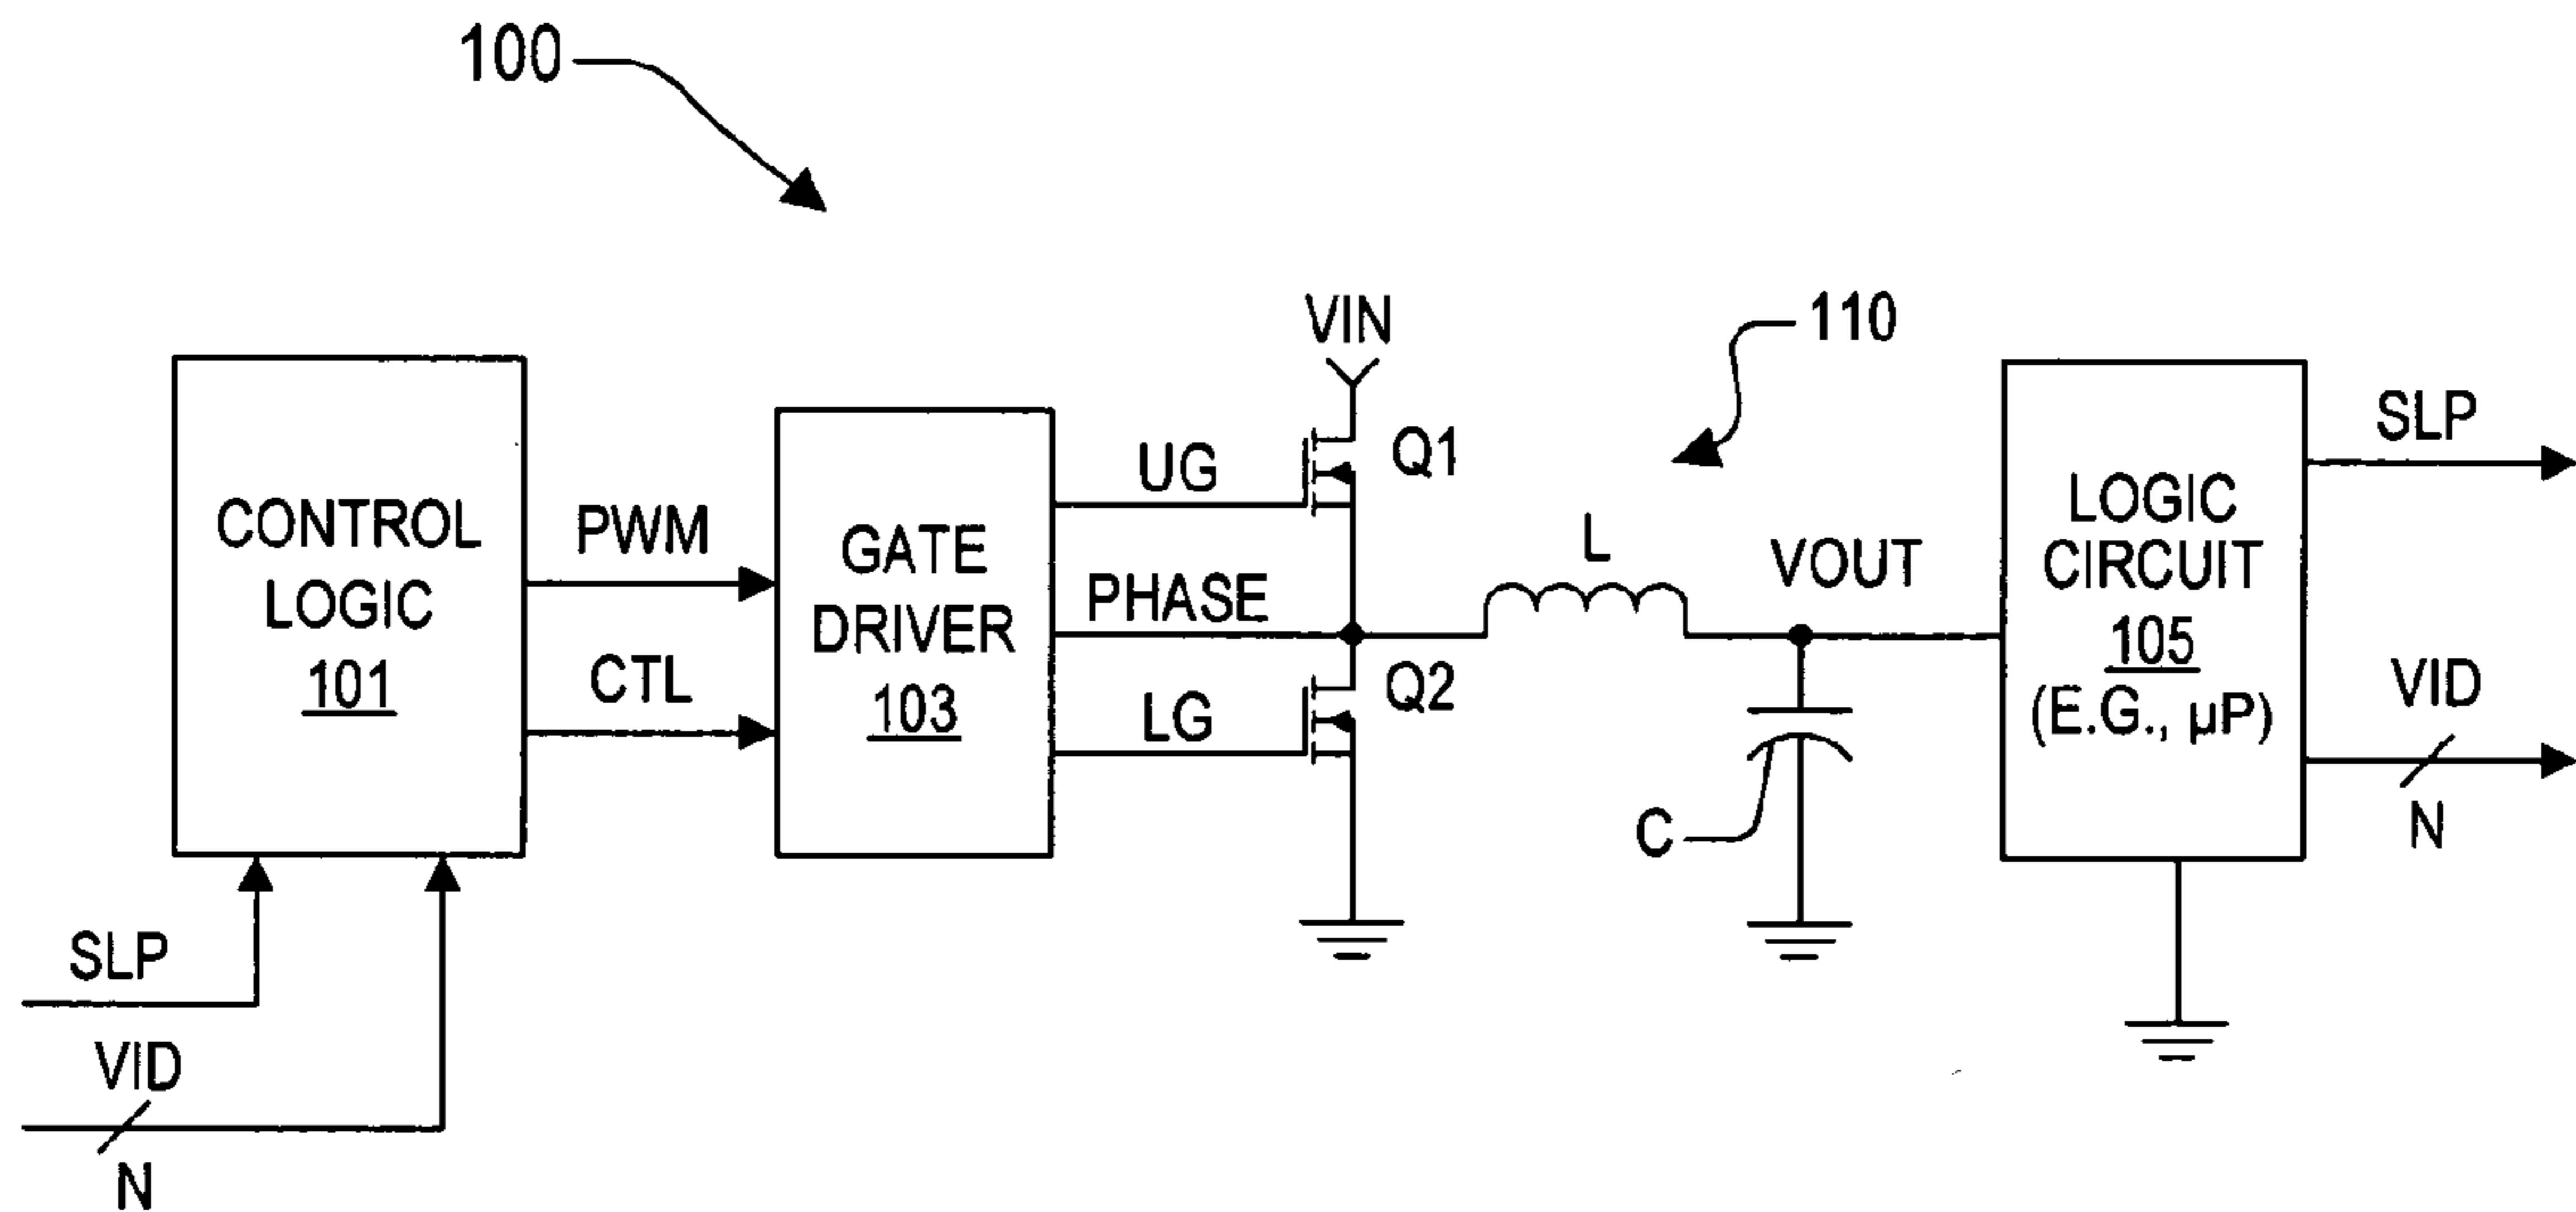 100
VIN
110
CONTROL
LOGIC
101
PWM
CTL
GATE
DRIVER
103
UG
PHASE
LG
Q1
Q2
L
VOUT
C
LOGIC
CIRCUIT
105
(E.G., µP)
SLP
VID
N
SLP
VID
N